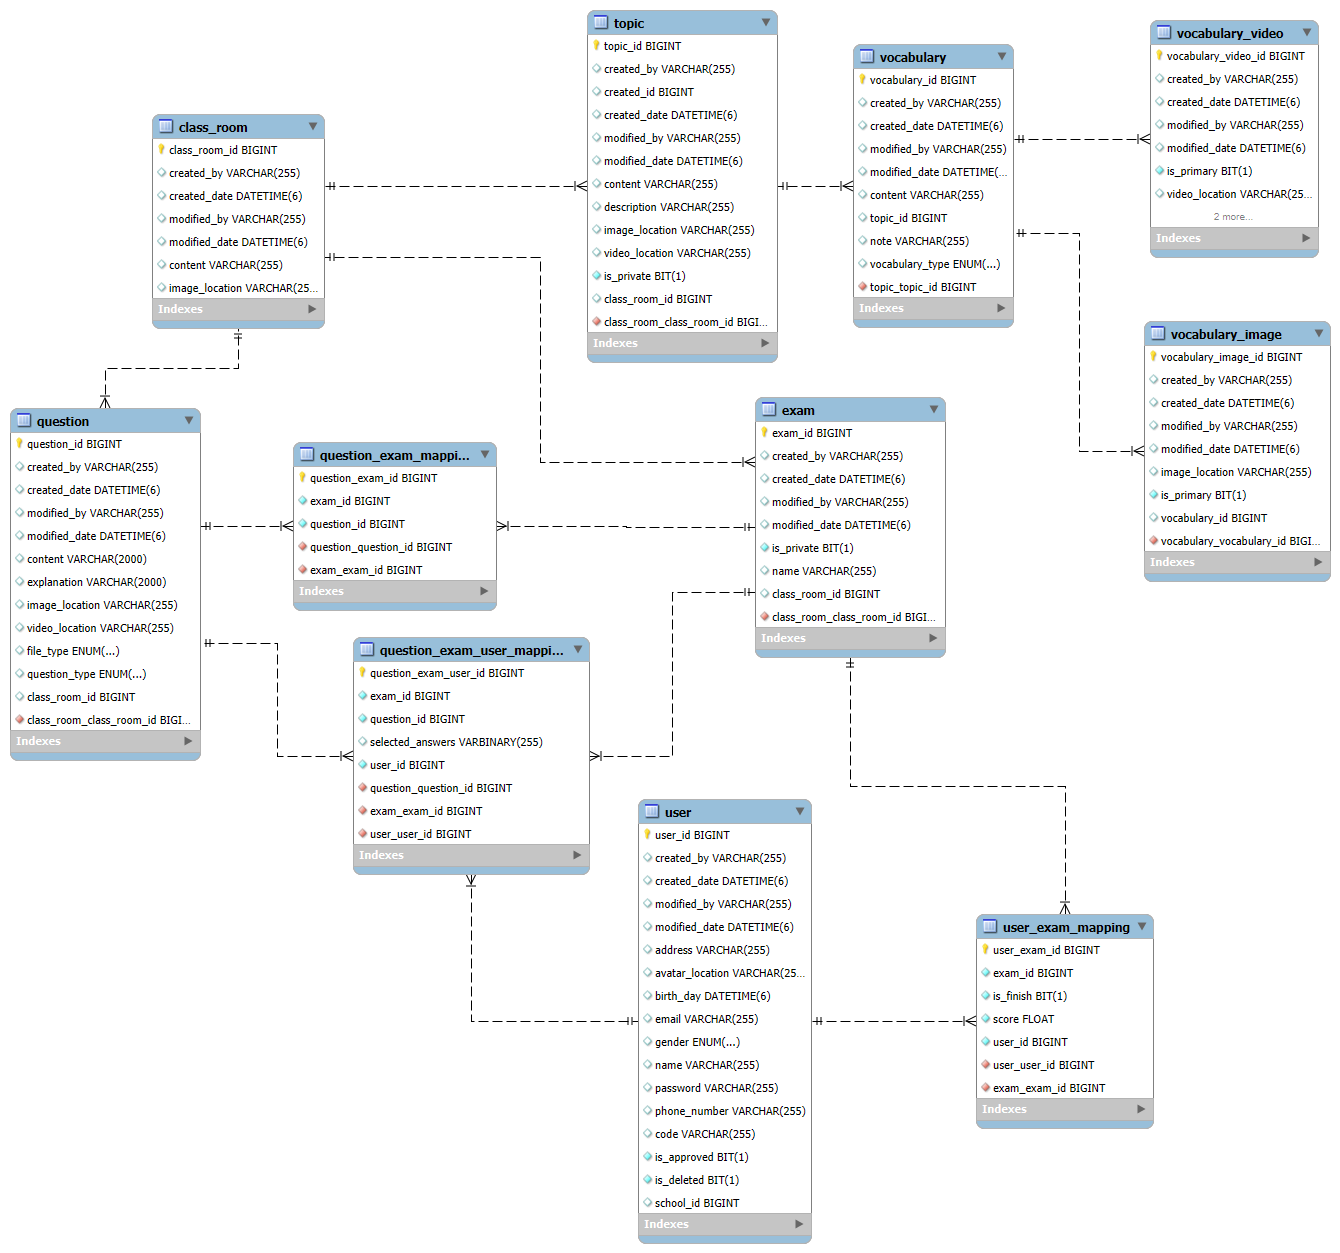 topic
topic_id BIGINT
created_by VARCHAR(255)
created_id BIGINT
created_date DATETIME(6)
modified_by VARCHAR(255)
modified_date DATETIME(6)
content VARCHAR(255)
description VARCHAR(255)
image_location VARCHAR(255)
video_location VARCHAR(255)
is_private BIT(1)
class_room_id BIGINT
class_room_class_room_id BIGI...
Indexes
vocabulary
vocabulary_id BIGINT
created_by VARCHAR(255)
created_date DATETIME(6)
modified_by VARCHAR(255)
modified_date DATETIME(...
content VARCHAR(255)
topic_id BIGINT
note VARCHAR(255)
vocabulary_type ENUM(...)
topic_topic_id BIGINT
Indexes
vocabulary_video
vocabulary_video_id BIGINT
created_by VARCHAR(255)
created_date DATETIME(6)
modified_by VARCHAR(255)
modified_date DATETIME(6)
is_primary BIT(1)
video_location VARCHAR(25...
2 more...
Indexes
class_room
class_room_id BIGINT
created_by VARCHAR(255)
created_date DATETIME(6)
modified_by VARCHAR(255)
modified_date DATETIME(6)
content VARCHAR(255)
image_location VARCHAR(25...
Indexes
vocabulary_image
vocabulary_image_id BIGINT
created_by VARCHAR(255)
created_date DATETIME(6)
modified_by VARCHAR(255)
modified_date DATETIME(6)
image_location VARCHAR(255)
is_primary BIT(1)
vocabulary_id BIGINT
vocabulary_vocabulary_id BIGI...
Indexes
question
question_id BIGINT
created_by VARCHAR(255)
created_date DATETIME(6)
modified_by VARCHAR(255)
modified_date DATETIME(6)
content VARCHAR(2000)
explanation VARCHAR(2000)
image_location VARCHAR(255)
video_location VARCHAR(255)
file_type ENUM(...)
question_type ENUM(...)
class_room_id BIGINT
class_room_class_room_id BIGI...
Indexes
question_exam_mappi...
question_exam_id BIGINT
exam_id BIGINT
question_id BIGINT
question_question_id BIGINT
exam_exam_id BIGINT
Indexes
exam
exam_id BIGINT
created_by VARCHAR(255)
created_date DATETIME(6)
modified_by VARCHAR(255)
modified_date DATETIME(6)
is_private BIT(1)
name VARCHAR(255)
class_room_id BIGINT
class_room_class_room_id BIGI...
Indexes
question_exam_user_mappi...
question_exam_user_id BIGINT
exam_id BIGINT
question_id BIGINT
selected_answers VARBINARY(255)
user_id BIGINT
question_question_id BIGINT
exam_exam_id BIGINT
user_user_id BIGINT
Indexes
user
user_id BIGINT
created_by VARCHAR(255)
created_date DATETIME(6)
modified_by VARCHAR(255)
modified_date DATETIME(6)
address VARCHAR(255)
avatar_location VARCHAR(25...
birth_day DATETIME(6)
email VARCHAR(255)
gender ENUM(...)
name VARCHAR(255)
password VARCHAR(255)
phone_number VARCHAR(255)
code VARCHAR(255)
is_approved BIT(1)
is_deleted BIT(1)
school_id BIGINT
Indexes
user_exam_mapping
user_exam_id BIGINT
exam_id BIGINT
is_finish BIT(1)
score FLOAT
user_id BIGINT
user_user_id BIGINT
exam_exam_id BIGINT
Indexes